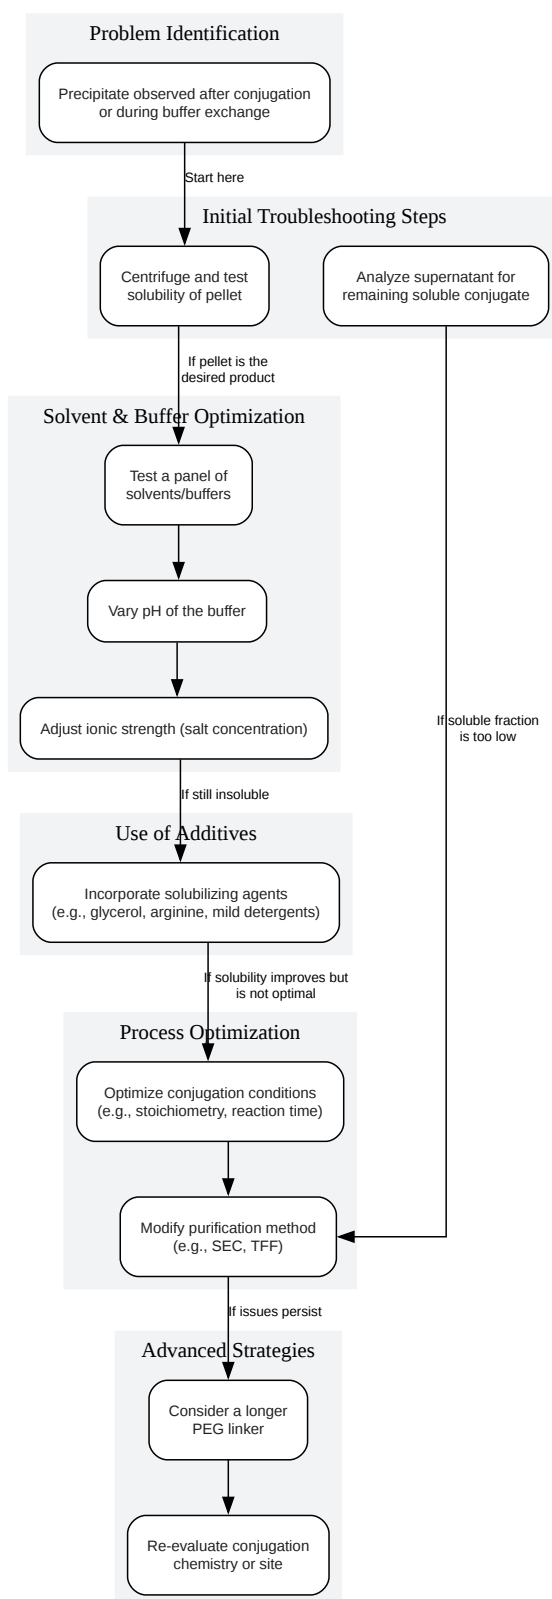 Problem Identification
Precipitate observed after conjugation
or during buffer exchange
Start here
Initial Troubleshooting Steps
Centrifuge and test
solubility of pellet
Analyze supernatant for
remaining soluble conjugate
If pellet is the
desired product
Solvent & Buffer Optimization
Test a panel of
solvents/buffers
Vary pH of the buffer
Adjust ionic strength (salt concentration)
If soluble fraction
is too low
If still insoluble
Use of Additives
Incorporate solubilizing agents
(e.g., glycerol, arginine, mild detergents)
If solubility improves but
is not optimal
Process Optimization
Optimize conjugation conditions
(e.g., stoichiometry, reaction time)
Modify purification method
(e.g., SEC, TFF)
If issues persist
Advanced Strategies
Consider a longer
PEG linker
Re-evaluate conjugation
chemistry or site